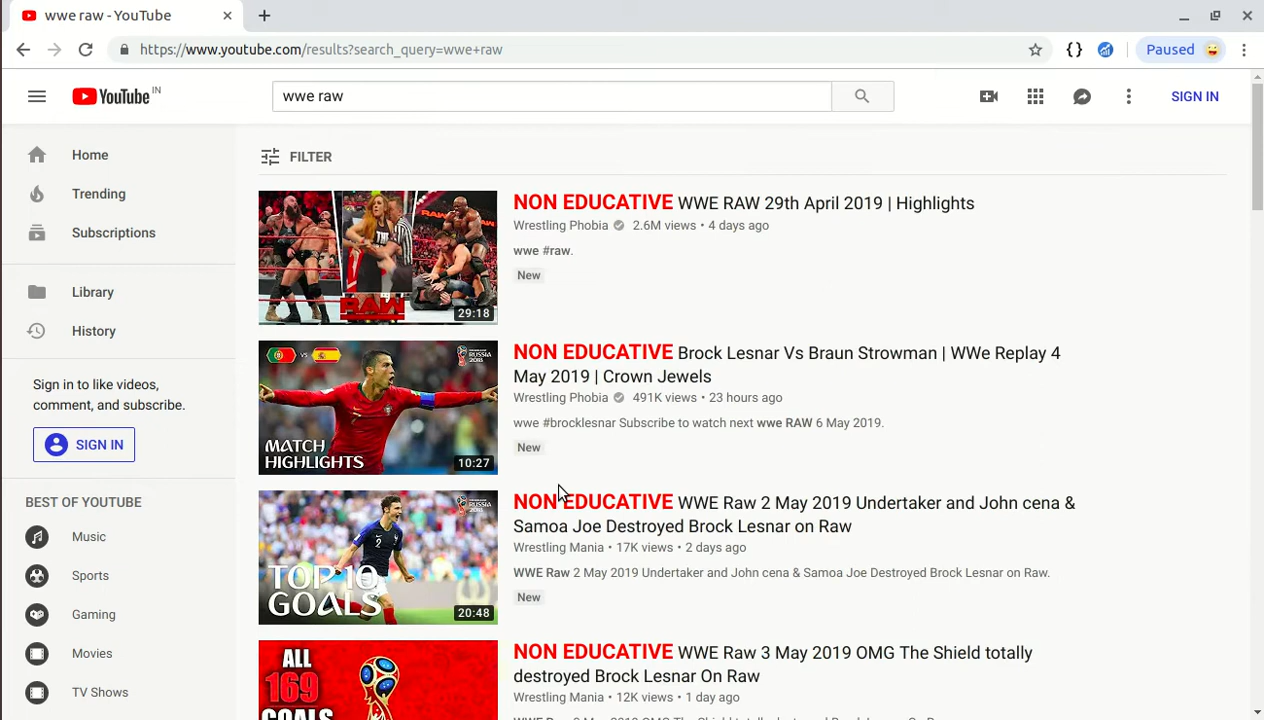 wwe raw - YouTube
https://www.youtube.com/results?search_query=wwe+raw
Paused
YouTube IN
wwe raw
SIGN IN
Home
Trending
Subscriptions
Library
History
Sign in to like videos,
comment, and subscribe.
SIGN IN
BEST OF YOUTUBE
Music
Sports
Gaming
Movies
TV Shows
FILTER
RAW
29:18
NON EDUCATIVE WWE RAW 29th April 2019 | Highlights
Wrestling Phobia 2.6M views • 4 days ago
wwe #raw.
New
VS
RUSSIA
2018
MATCH
HIGHLIGHTS
10:27
NON EDUCATIVE Brock Lesnar Vs Braun Strowman | WWe Replay 4
May 2019 | Crown Jewels
Wrestling Phobia 491K views • 23 hours ago
wwe #brocklesnar Subscribe to watch next wwe RAW 6 May 2019.
New
RUSSIA
2018
2
TOP 10
GOALS
20:48
NON EDUCATIVE WWE Raw 2 May 2019 Undertaker and John cena &
Samoa Joe Destroyed Brock Lesnar on Raw
Wrestling Mania • 17K views • 2 days ago
WWE Raw 2 May 2019 Undertaker and John cena & Samoa Joe Destroyed Brock Lesnar on Raw.
New
ALL
169
GOALS
NON EDUCATIVE WWE Raw 3 May 2019 OMG The Shield totally
destroyed Brock Lesnar On Raw
Wrestling Mania • 12K views • 1 day ago